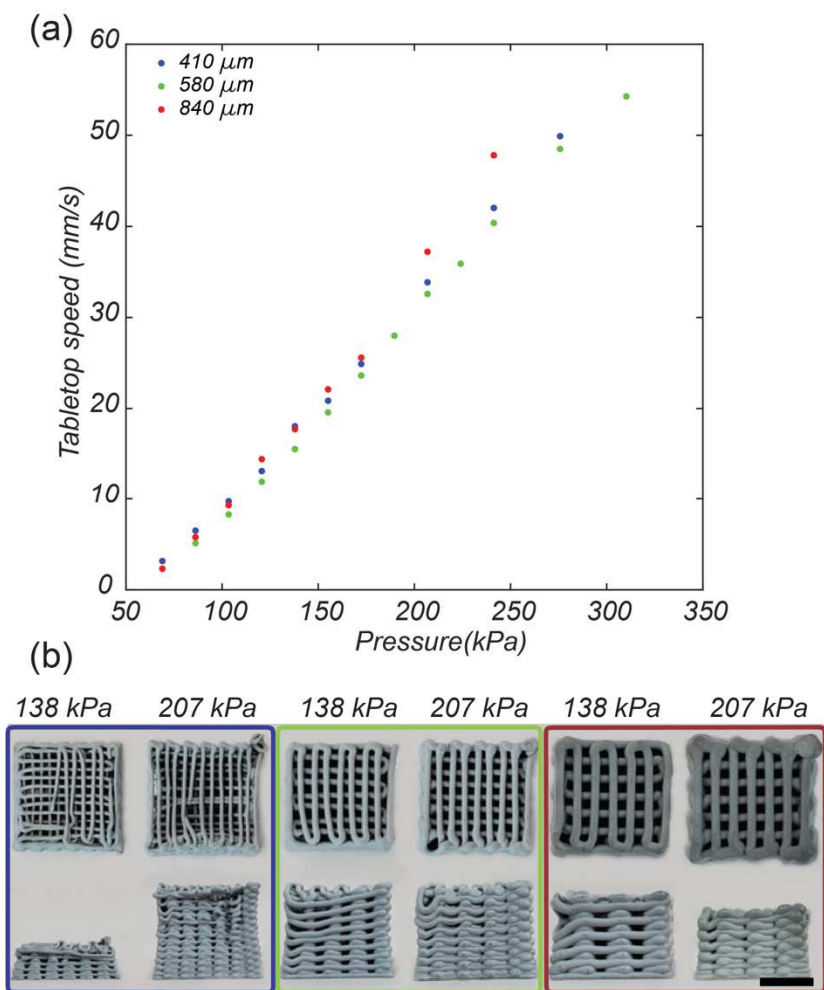 (a)
60
410 μm
580 μm
840 μm
50
40
30
20
10
0
Tabletop speed (mm/s)
50 100 150 200 250 300 350
Pressure(kPa)
(b)
138 kPa 207 kPa 138 kPa 207 kPa 138 kPa 207 kPa